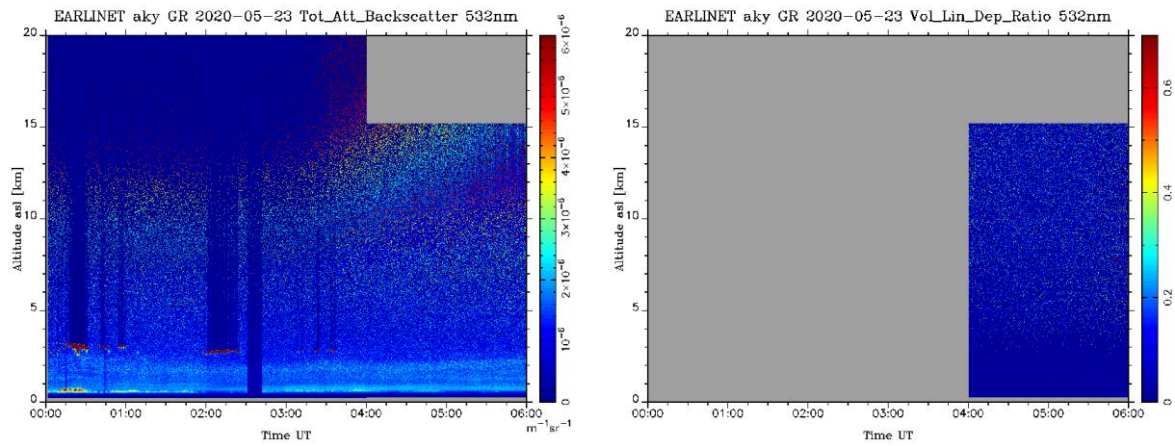 EARLINET aky GR 2020-05-23 Tot_Att_Backscatter 532nm
20
15
10
5
0
Altitude asl [km]
00:00 01:00 02:00 03:00 04:00 05:00 06:00
Time UT
6×10⁻⁶
5×10⁻⁶
4×10⁻⁶
3×10⁻⁶
2×10⁻⁶
10⁻⁶
0
m⁻¹sr⁻¹
EARLINET aky GR 2020-05-23 Vol_Lin_Dep_Ratio 532nm
20
15
10
5
0
Altitude asl [km]
00:00 01:00 02:00 03:00 04:00 05:00 06:00
Time UT
0.6
0.4
0.2
0